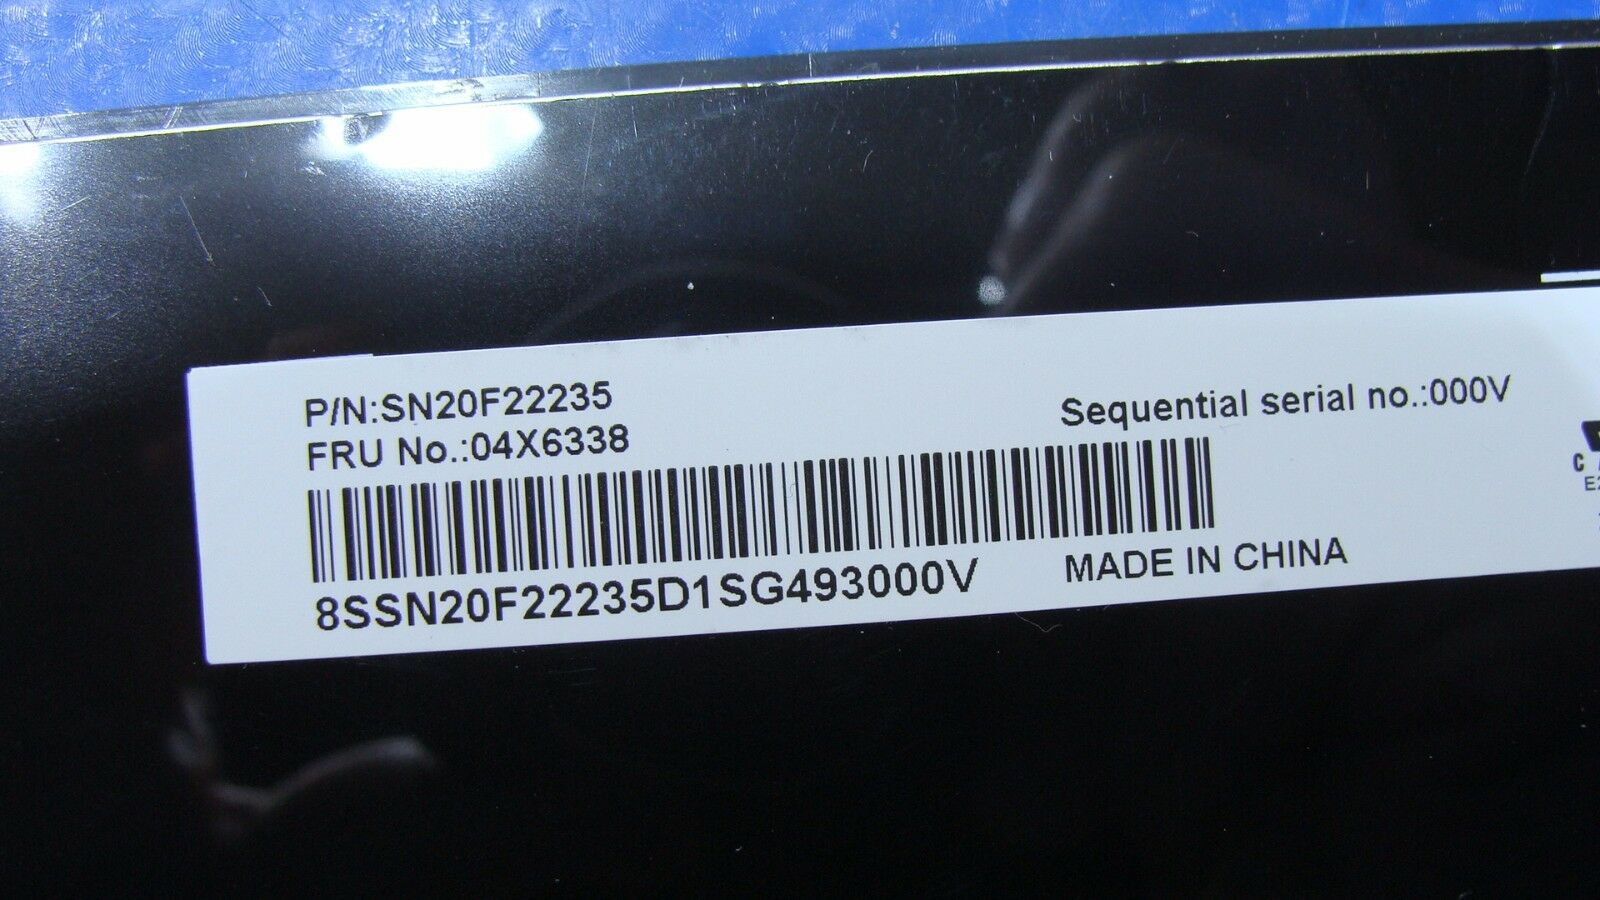 P/N:SN20F22235
FRU No.:04X6338
Sequential serial no.:000V
8SSN20F22235D1SG493000V
MADE IN CHINA